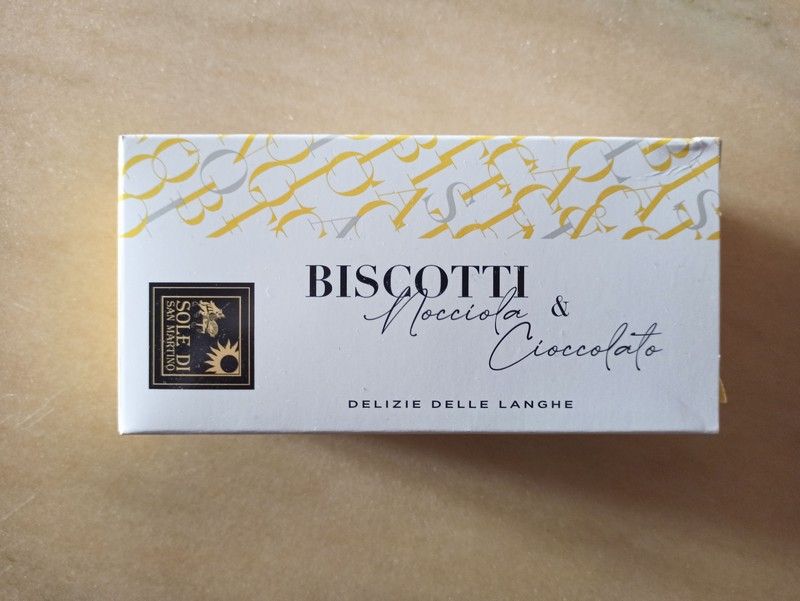 BISCOTTI
Nocciola &
Cioccolato
DELIZIE DELLE LANGHE
SOLE DI
SAN MARTINO